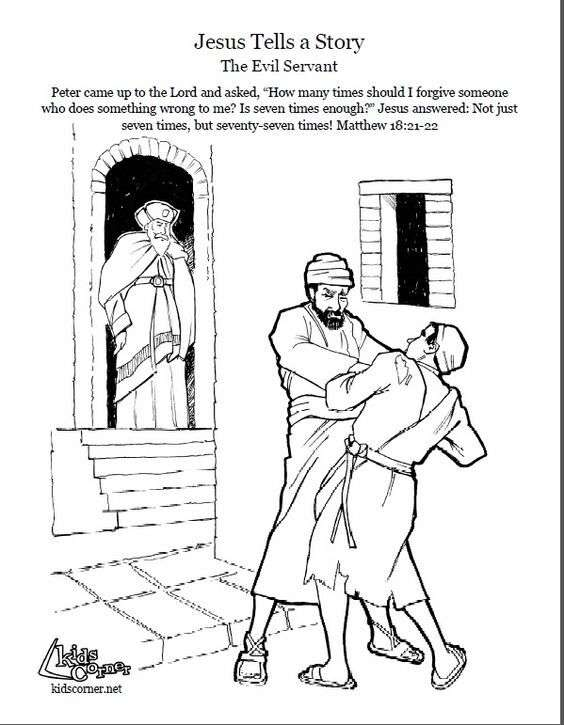 Jesus Tells a Story
The Evil Servant
Peter came up to the Lord and asked, “How many times should I forgive someone
who does something wrong to me? Is seven times enough?” Jesus answered: Not just
seven times, but seventy-seven times! Matthew 18:21-22
kids
corner
kidscorner.net